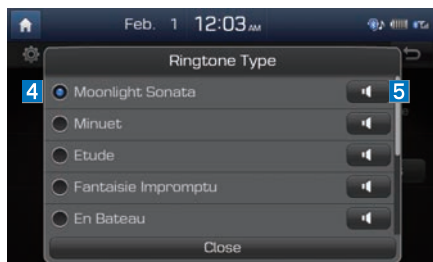 Feb. 1 12:03 AM
Ringtone Type
4 Moonlight Sonata 5
Minuet
Etude
Fantaisie Impromptu
En Bateau
Close